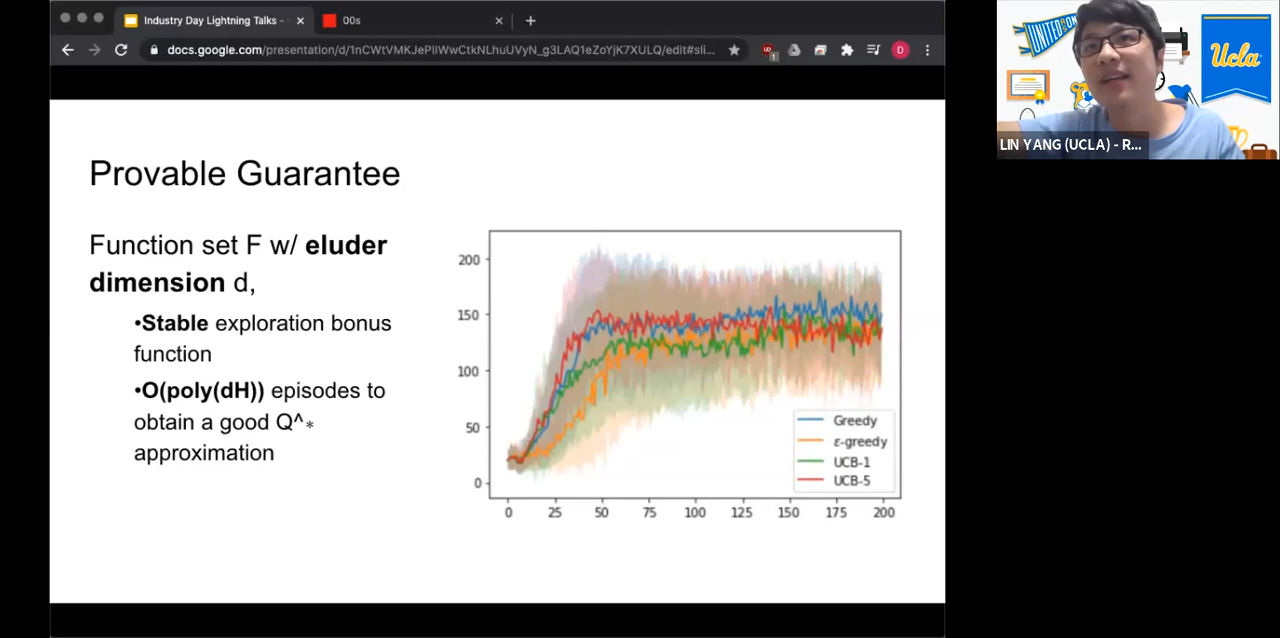 Industry Day Lightning Talks -
00s
docs.google.com/presentation/d/1nCWtVMKJePlIWwCtkNLhuUVyN_g3LAQ1eZoYjK7XULQ/edit#sli...
D
1
Provable Guarantee
Function set F w/ eluder
dimension d,
•Stable exploration bonus
function
•O(poly(dH)) episodes to
obtain a good Q^*
approximation
200
150
100
50
0
0 25 50 75 100 125 150 175 200
Greedy
ε-greedy
UCB-1
UCB-5
Ucla
LIN YANG (UCLA) - R...